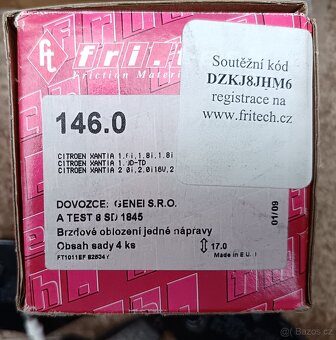 ft fri.t
Friction Mater
Soutěžní kód
DZKJ8JHM6
registrace na
www.fritech.cz
146.0
CITROEN XANTIA 1.6i,1.8i,1.8i
CITROEN XANTIA 1.9D-TD
CITROEN XANTIA 2.0i,2.0i16V,2
DOVOZCE: GENEI S.R.O.
A TEST 8 SD 1845
Brzdové obložení jedné nápravy
Obsah sady 4 ks
17.0
Made in E.U.
01/09